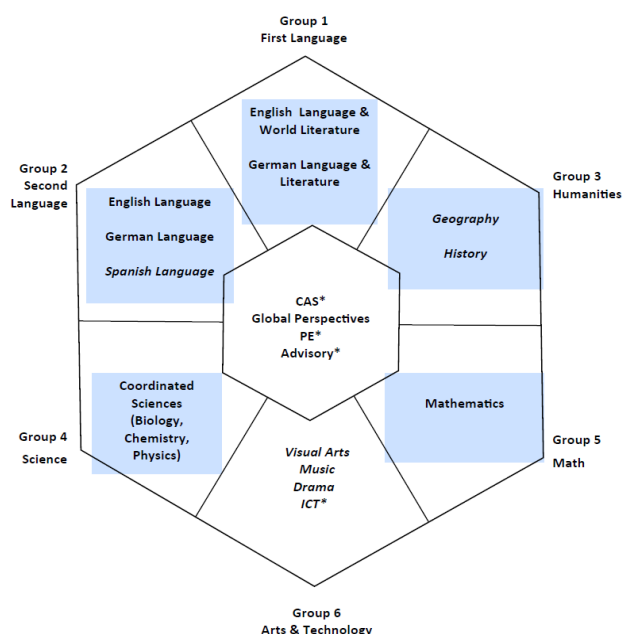 Group 1
First Language
English Language &
World Literature
German Language &
Literature
Group 2
Second
Language
English Language
German Language
Spanish Language
Group 3
Humanities
Geography
History
CAS*
Global Perspectives
PE*
Advisory*
Group 4
Science
Coordinated
Sciences
(Biology,
Chemistry,
Physics)
Mathematics
Group 5
Math
Visual Arts
Music
Drama
ICT*
Group 6
Arts & Technology